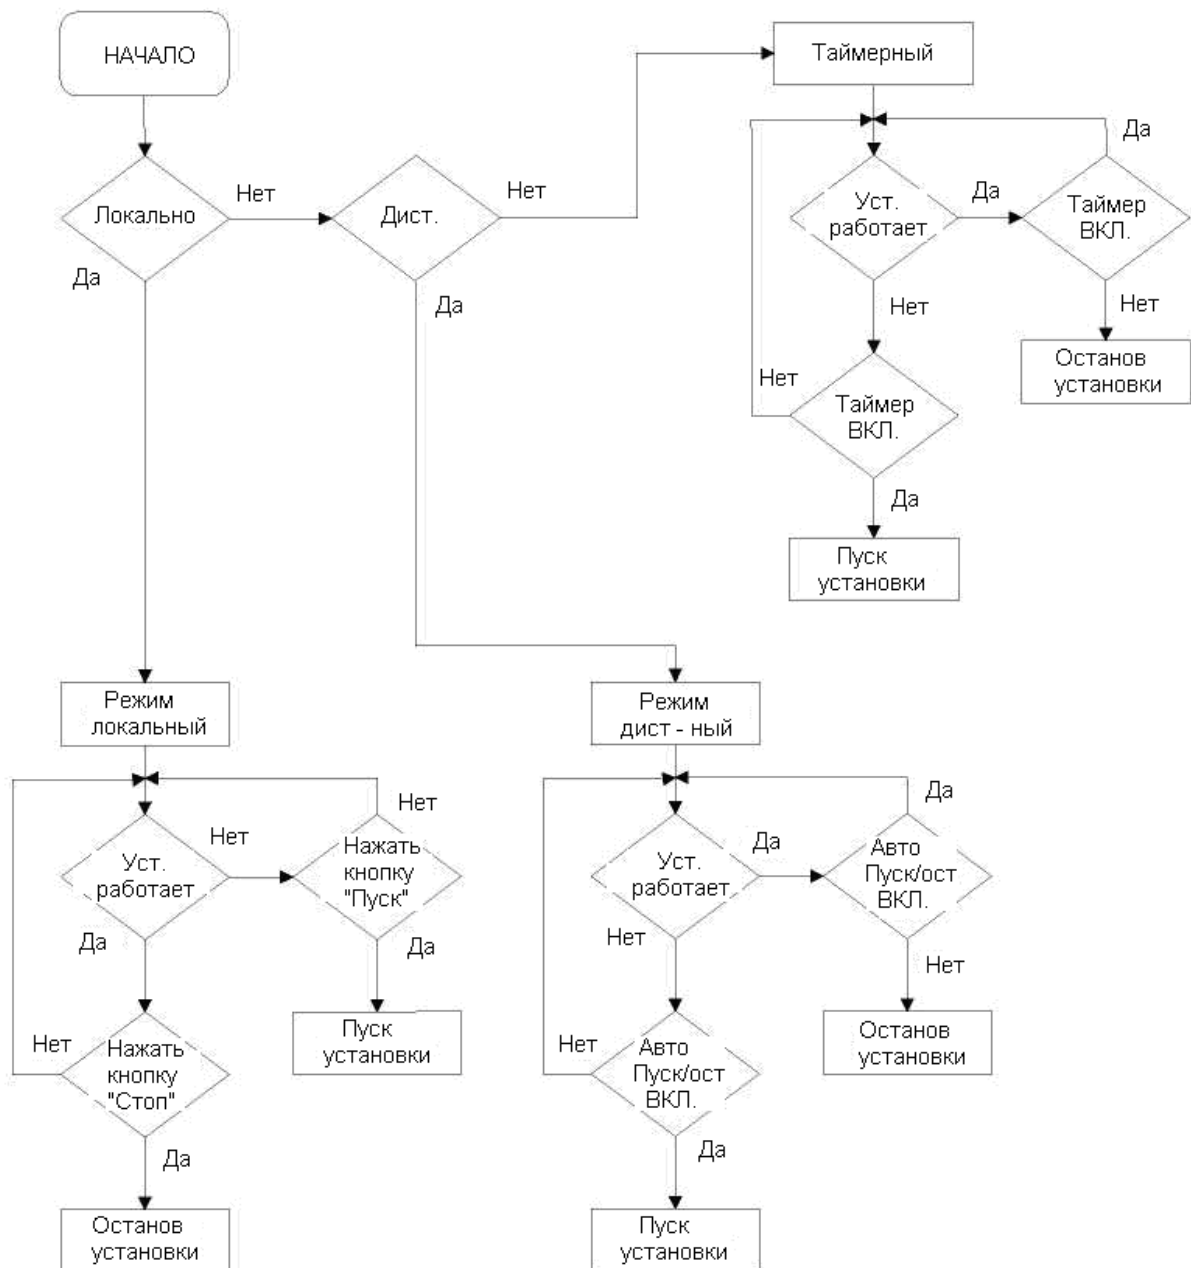 НАЧАЛО
Таймерный
Да
Локально
Нет
Дист.
Нет
Уст.
работает
Да
Таймер
ВКЛ.
Да
Да
Нет
Нет
Останов
установки
Нет
Таймер
ВКЛ.
Да
Пуск
установки
Режим
локальный
Режим
дист - ный
Нет
Да
Уст.
работает
Нет
Нажать
кнопку
"Пуск"
Уст.
работает
Да
Авто
Пуск/ост
ВКЛ.
Да
Да
Нет
Нет
Нет
Нажать
кнопку
"Стоп"
Пуск
установки
Нет
Авто
Пуск/ост
ВКЛ.
Останов
установки
Да
Да
Останов
установки
Пуск
установки